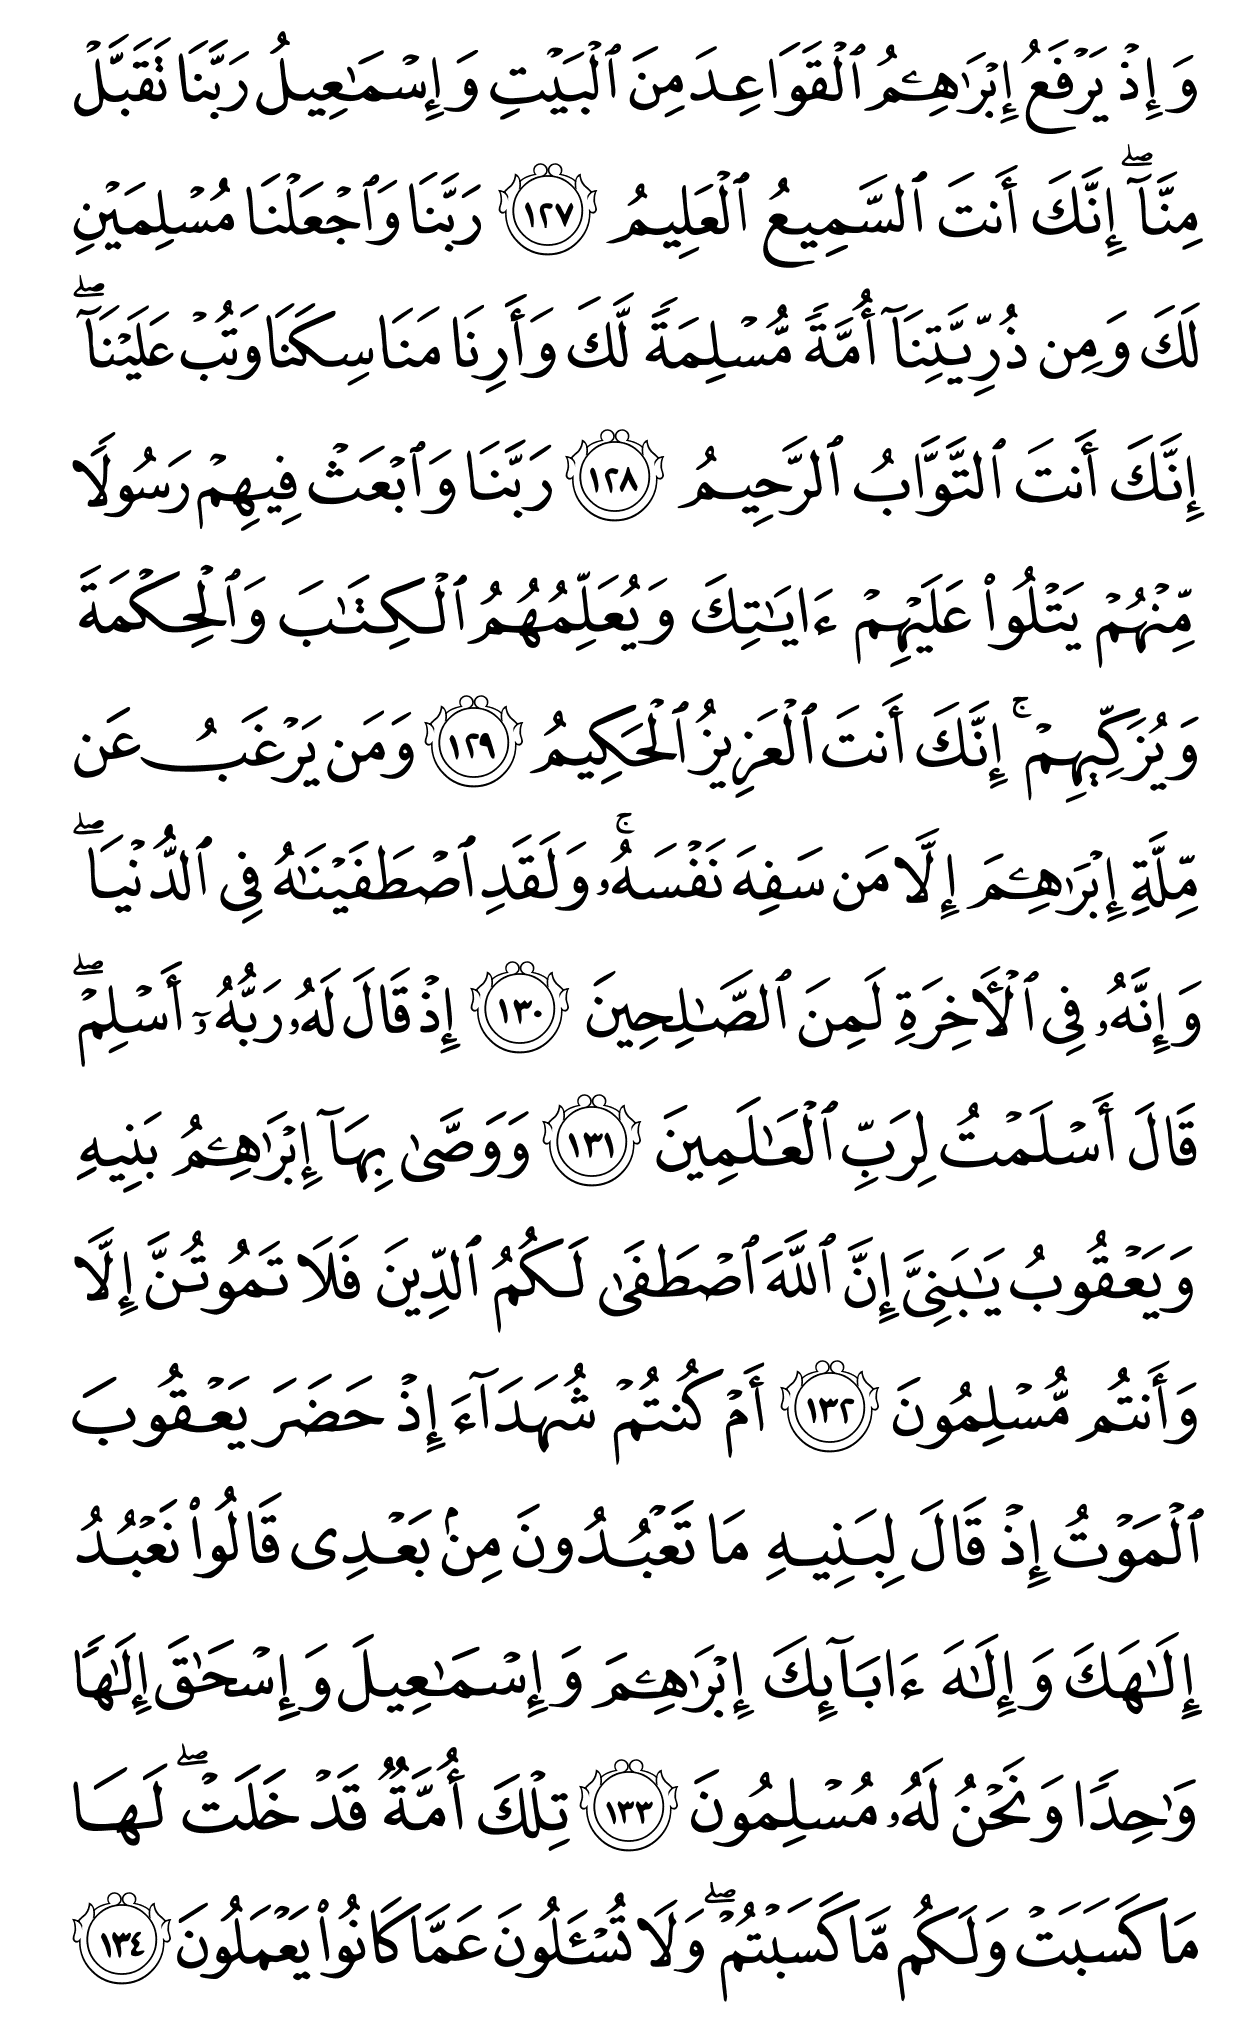 وَإِذۡ يَرۡفَعُ إِبۡرَٰهِـۧمُ ٱلۡقَوَاعِدَ مِنَ ٱلۡبَيۡتِ وَإِسۡمَٰعِيلُ رَبَّنَا تَقَبَّلۡ
مِنَّآۖ إِنَّكَ أَنتَ ٱلسَّمِيعُ ٱلۡعَلِيمُ ١٢٧ رَبَّنَا وَٱجۡعَلۡنَا مُسۡلِمَيۡنِ
لَكَ وَمِن ذُرِّيَّتِنَآ أُمَّةٗ مُّسۡلِمَةٗ لَّكَ وَأَرِنَا مَنَاسِكَنَا وَتُبۡ عَلَيۡنَآۖ
إِنَّكَ أَنتَ ٱلتَّوَّابُ ٱلرَّحِيمُ ١٢٨ رَبَّنَا وَٱبۡعَثۡ فِيهِمۡ رَسُولٗا
مِّنۡهُمۡ يَتۡلُواْ عَلَيۡهِمۡ ءَايَٰتِكَ وَيُعَلِّمُهُمُ ٱلۡكِتَٰبَ وَٱلۡحِكۡمَةَ
وَيُزَكِّيهِمۡۚ إِنَّكَ أَنتَ ٱلۡعَزِيزُ ٱلۡحَكِيمُ ١٢٩ وَمَن يَرۡغَبُ عَن
مِّلَّةِ إِبۡرَٰهِـۧمَ إِلَّا مَن سَفِهَ نَفۡسَهُۥۚ وَلَقَدِ ٱصۡطَفَيۡنَٰهُ فِي ٱلدُّنۡيَاۖ
وَإِنَّهُۥ فِي ٱلۡأٓخِرَةِ لَمِنَ ٱلصَّٰلِحِينَ ١٣٠ إِذۡ قَالَ لَهُۥ رَبُّهُۥٓ أَسۡلِمۡۖ
قَالَ أَسۡلَمۡتُ لِرَبِّ ٱلۡعَٰلَمِينَ ١٣١ وَوَصَّىٰ بِهَآ إِبۡرَٰهِـۧمُ بَنِيهِ
وَيَعۡقُوبُ يَٰبَنِيَّ إِنَّ ٱللَّهَ ٱصۡطَفَىٰ لَكُمُ ٱلدِّينَ فَلَا تَمُوتُنَّ إِلَّا
وَأَنتُم مُّسۡلِمُونَ ١٣٢ أَمۡ كُنتُمۡ شُهَدَآءَ إِذۡ حَضَرَ يَعۡقُوبَ
ٱلۡمَوۡتُ إِذۡ قَالَ لِبَنِيهِ مَا تَعۡبُدُونَ مِنۢ بَعۡدِي قَالُواْ نَعۡبُدُ
إِلَٰهَكَ وَإِلَٰهَ ءَابَآئِكَ إِبۡرَٰهِـۧمَ وَإِسۡمَٰعِيلَ وَإِسۡحَٰقَ إِلَٰهٗا
وَٰحِدٗا وَنَحۡنُ لَهُۥ مُسۡلِمُونَ ١٣٣ تِلۡكَ أُمَّةٞ قَدۡ خَلَتۡۖ لَهَا
مَا كَسَبَتۡ وَلَكُم مَّا كَسَبۡتُمۡۖ وَلَا تُسۡـَٔلُونَ عَمَّا كَانُواْ يَعۡمَلُونَ ١٣٤